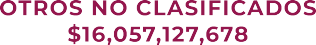 OTROS NO CLASIFICADOS
$16,057,127,678